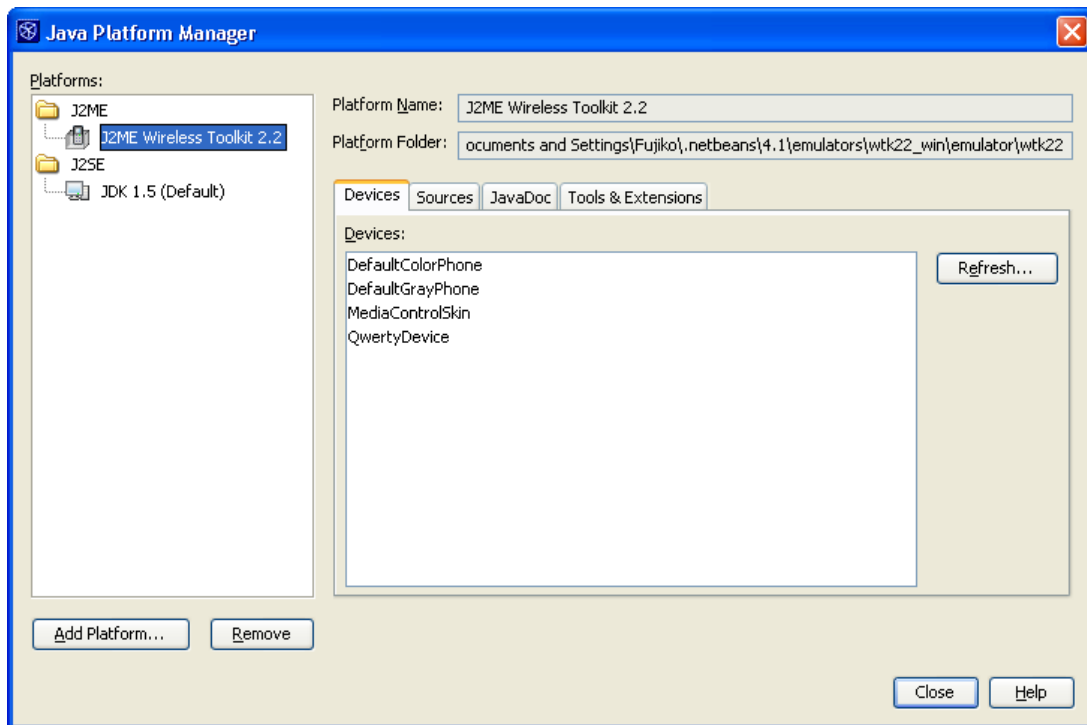 Java Platform Manager
Platforms:
J2ME
J2ME Wireless Toolkit 2.2
J2SE
JDK 1.5 (Default)
Platform Name: J2ME Wireless Toolkit 2.2
Platform Folder: ocuments and Settings\Fujiko\.netbeans\4.1\emulators\wtk22_win\emulator\wtk22
Devices Sources JavaDoc Tools & Extensions
Devices:
DefaultColorPhone
DefaultGrayPhone
MediaControlSkin
QwertyDevice
Refresh...
Add Platform... Remove
Close Help